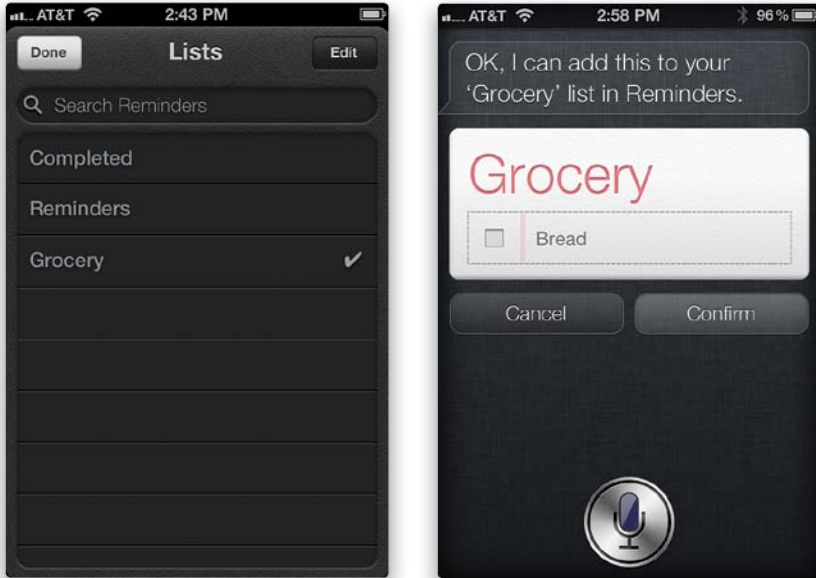 AT&T 2:43 PM
Done Lists Edit
Search Reminders
Completed
Reminders
Grocery
AT&T 2:58 PM 96%
OK, I can add this to your
‘Grocery’ list in Reminders.
Grocery
Bread
Cancel Confirm